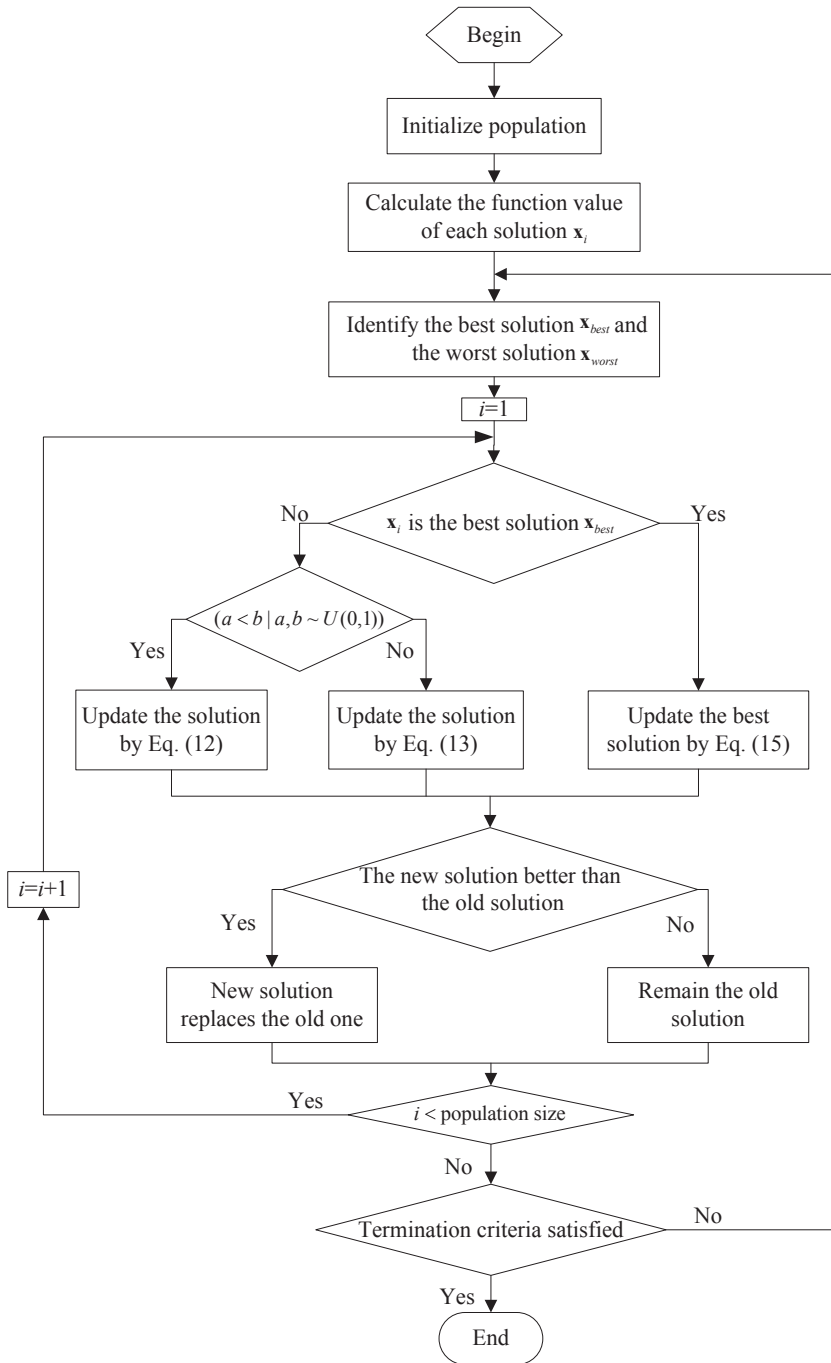 Begin
Initialize population
Calculate the function value
of each solution x_i
Identify the best solution x_best and
the worst solution x_worst
i=1
No
x_i is the best solution x_best
Yes
(a < b | a,b ~ U(0,1))
Yes
No
Update the solution
by Eq. (12)
Update the solution
by Eq. (13)
Update the best
solution by Eq. (15)
i=i+1
The new solution better than
the old solution
Yes
No
New solution
replaces the old one
Remain the old
solution
Yes
i < population size
No
Termination criteria satisfied
No
Yes
End